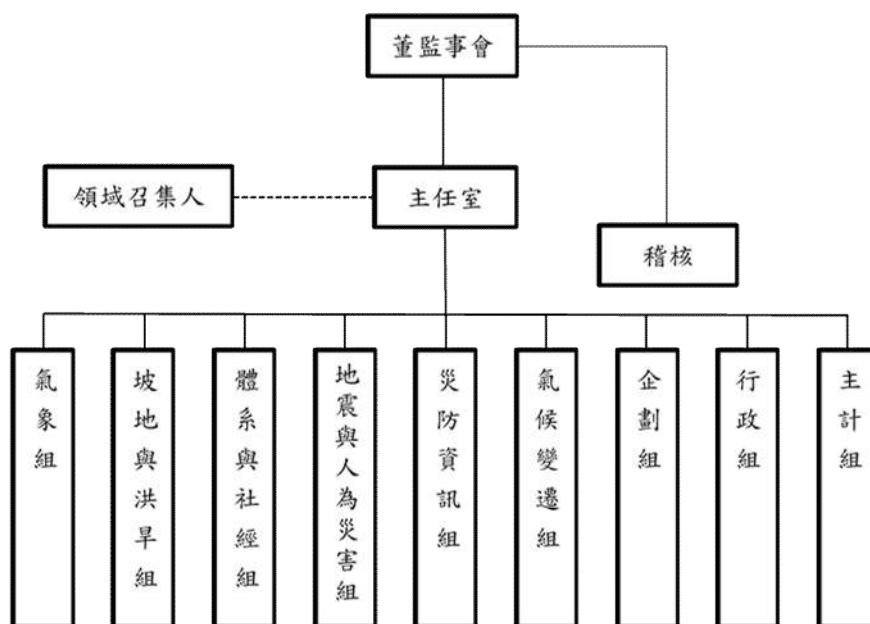 董監事會
領域召集人
主任室
稽核
氣象組
坡地與洪旱組
體系與社經組
地震與人為災害組
災防資訊組
氣候變遷組
企劃組
行政組
主計組